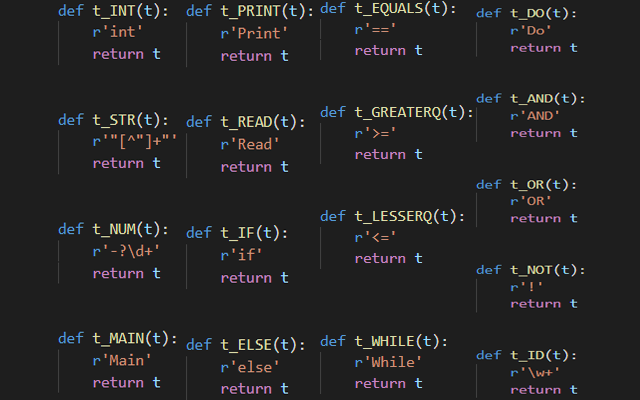 def t_INT(t):
r'int'
return t
def t_STR(t):
r'"[^"]+"'
return t
def t_NUM(t):
r'-?\d+'
return t
def t_MAIN(t):
r'Main'
return t
def t_PRINT(t):
r'Print'
return t
def t_READ(t):
r'Read'
return t
def t_IF(t):
r'if'
return t
def t_ELSE(t):
r'else'
return t
def t_EQUALS(t):
r'=='
return t
def t_GREATERQ(t):
r'>='
return t
def t_LESSERQ(t):
r'<='
return t
def t_WHILE(t):
r'While'
return t
def t_DO(t):
r'Do'
return t
def t_AND(t):
r'AND'
return t
def t_OR(t):
r'OR'
return t
def t_NOT(t):
r'!'
return t
def t_ID(t):
r'\w+'
return t